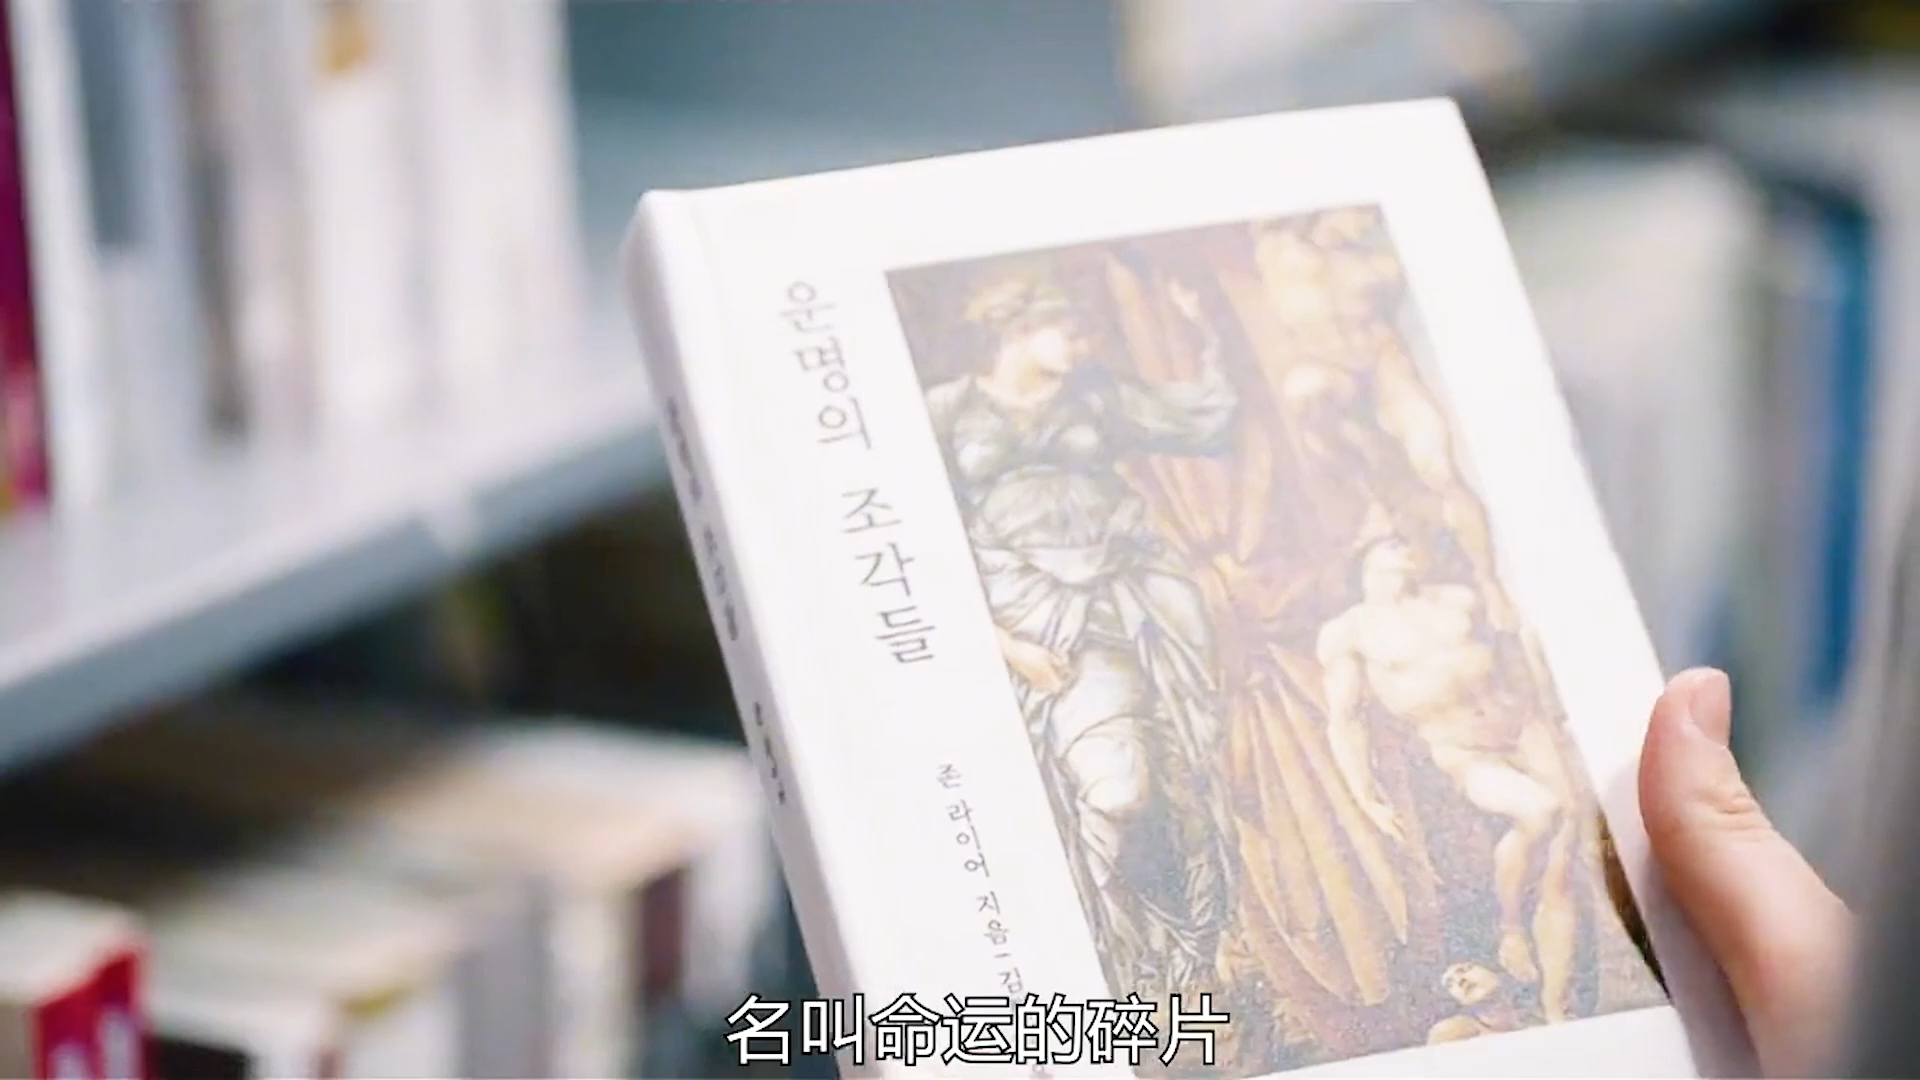 운명의 조각들
존 라이어 지음 | 김
名叫命运的碎片